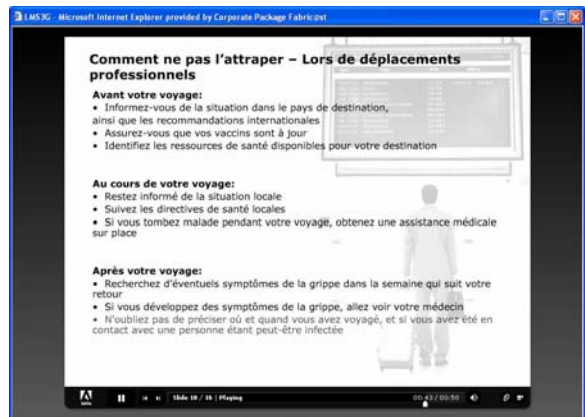 LMS3G - Microsoft Internet Explorer provided by Corporate Package Fabric@st
Comment ne pas l'attraper – Lors de déplacements
professionnels
Avant votre voyage:
• Informez-vous de la situation dans le pays de destination,
ainsi que les recommandations internationales
• Assurez-vous que vos vaccins sont à jour
• Identifiez les ressources de santé disponibles pour votre destination
Au cours de votre voyage:
• Restez informé de la situation locale
• Suivez les directives de santé locales
• Si vous tombez malade pendant votre voyage, obtenez une assistance médicale
sur place
Après votre voyage:
• Recherchez d'éventuels symptômes de la grippe dans la semaine qui suit votre
retour
• Si vous développez des symptômes de la grippe, allez voir votre médecin
• N'oubliez pas de préciser où et quand vous avez voyagé, et si vous avez été en
contact avec une personne étant peut-être infectée
Slide 10 / 16 | Playing
00:43 / 00:50